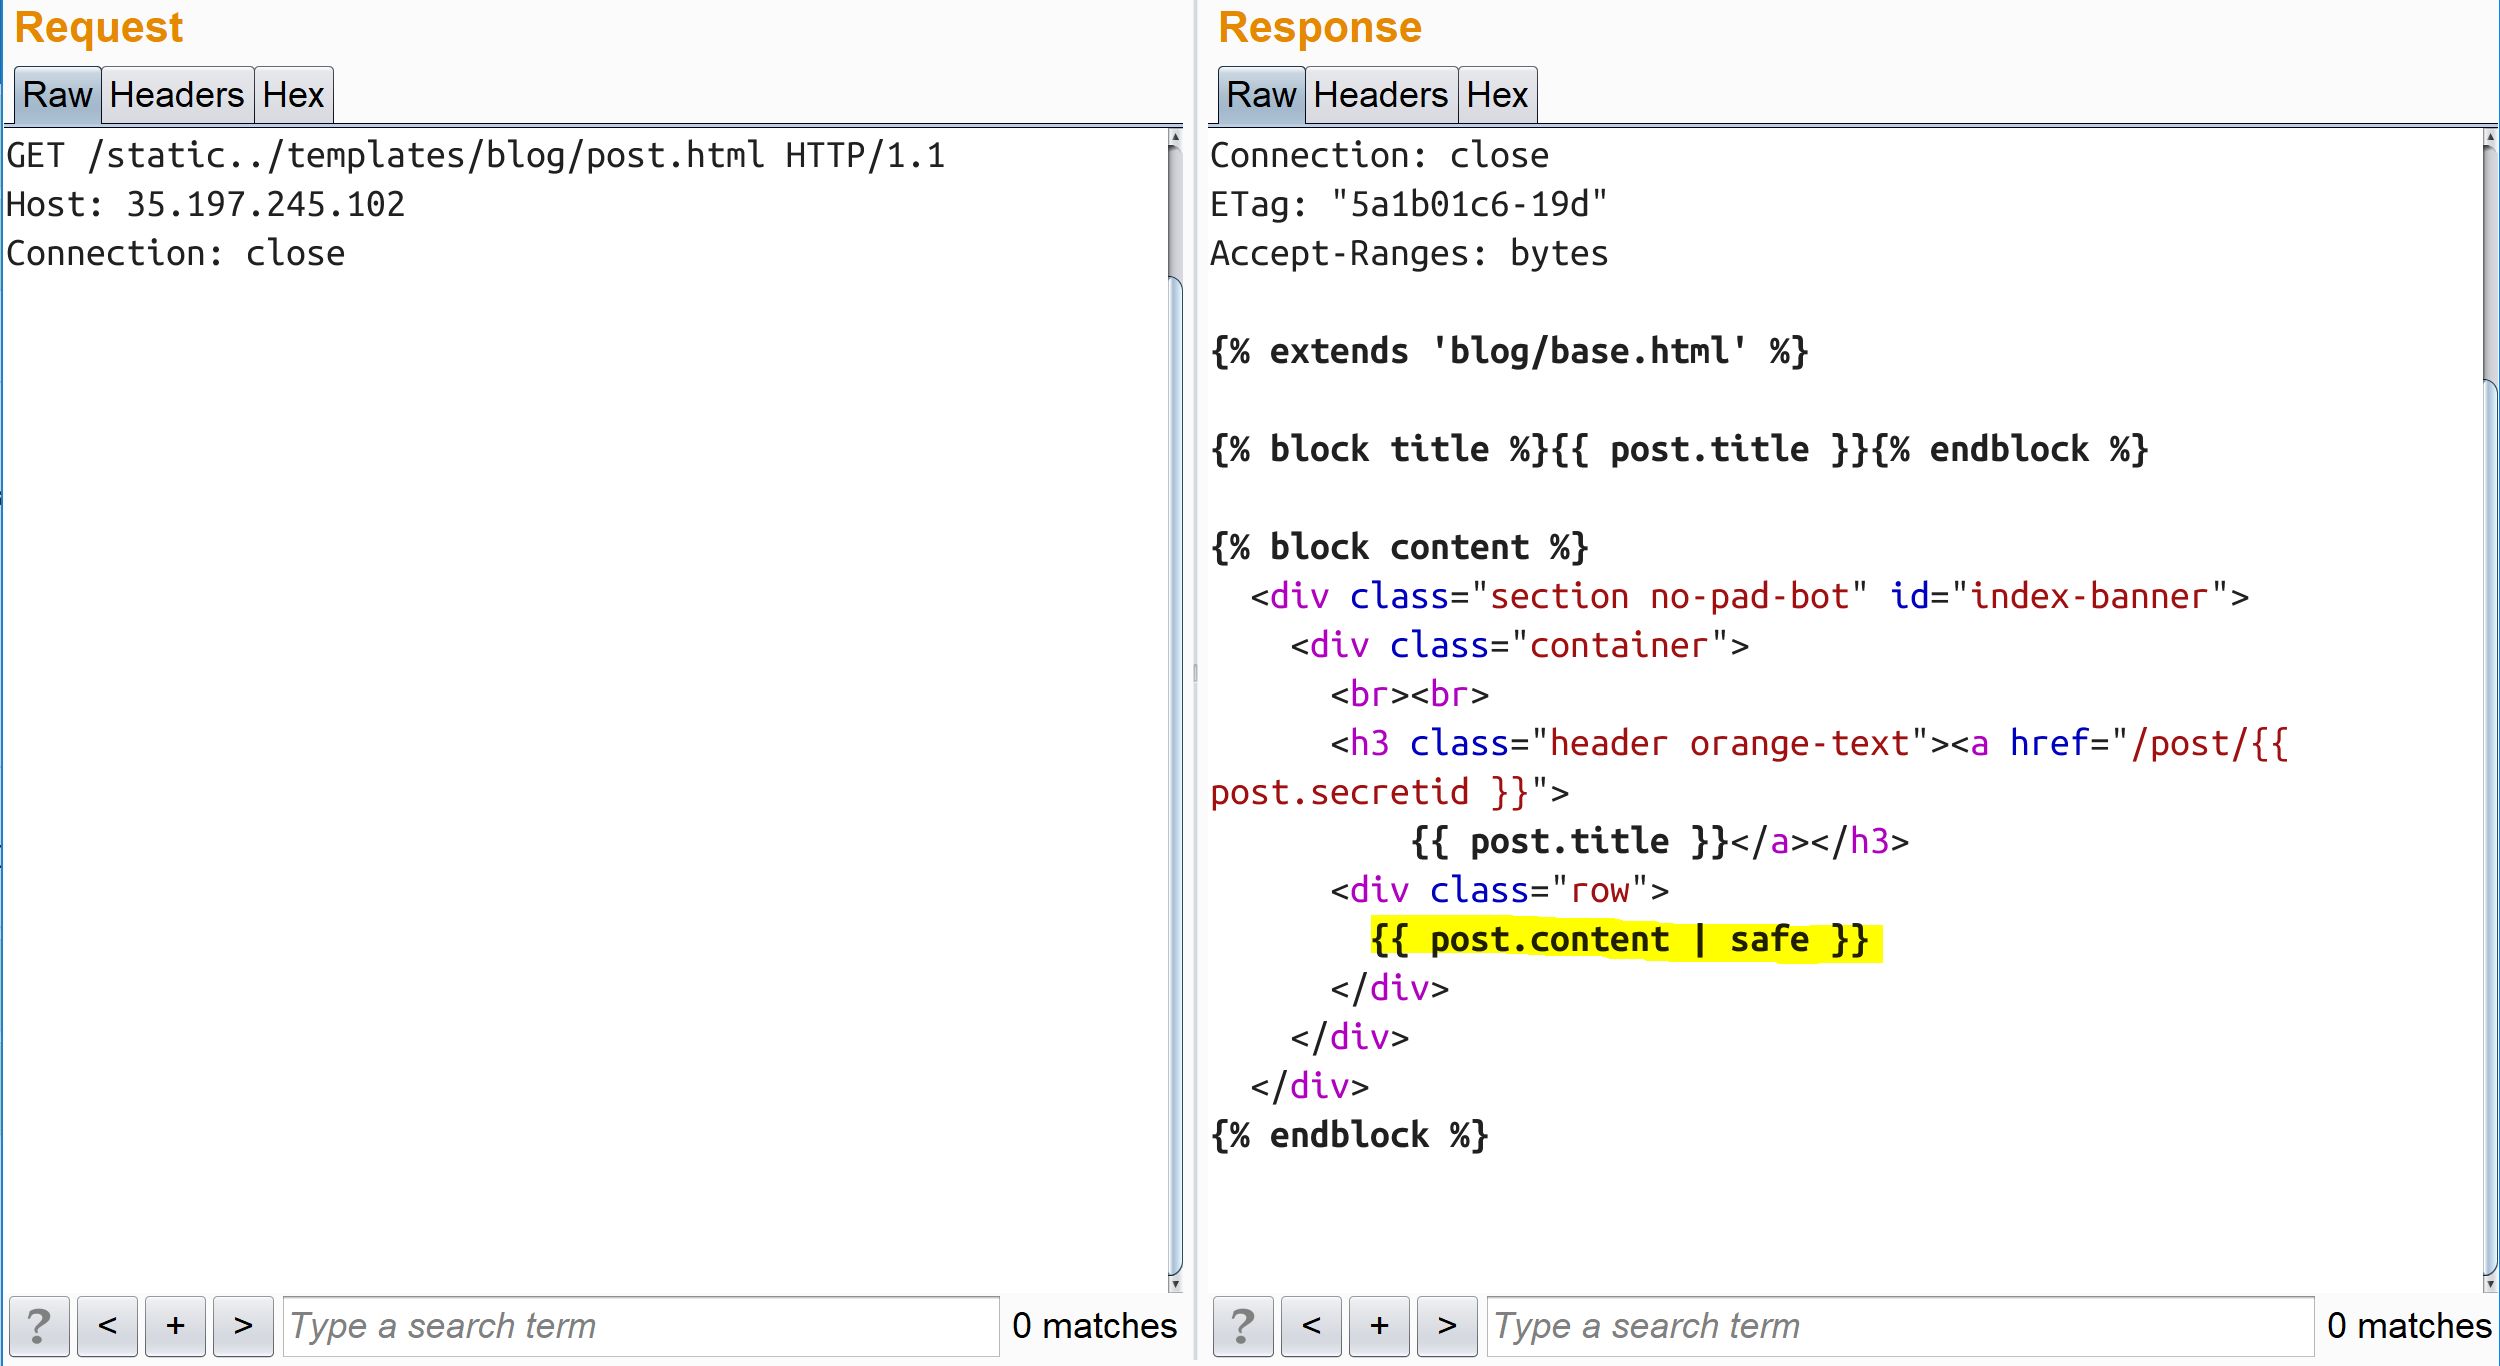 Request
Raw Headers Hex
GET /static../templates/blog/post.html HTTP/1.1
Host: 35.197.245.102
Connection: close
? < + > Type a search term 0 matches
Response
Raw Headers Hex
Connection: close
ETag: "5a1b01c6-19d"
Accept-Ranges: bytes
{% extends 'blog/base.html' %}
{% block title %}{{ post.title }}{% endblock %}
{% block content %}
<div class="section no-pad-bot" id="index-banner">
<div class="container">
<br><br>
<h3 class="header orange-text"><a href="/post/{{
post.secretid }}">
{{ post.title }}</a></h3>
<div class="row">
{{ post.content | safe }}
</div>
</div>
</div>
{% endblock %}
? < + > Type a search term 0 matches